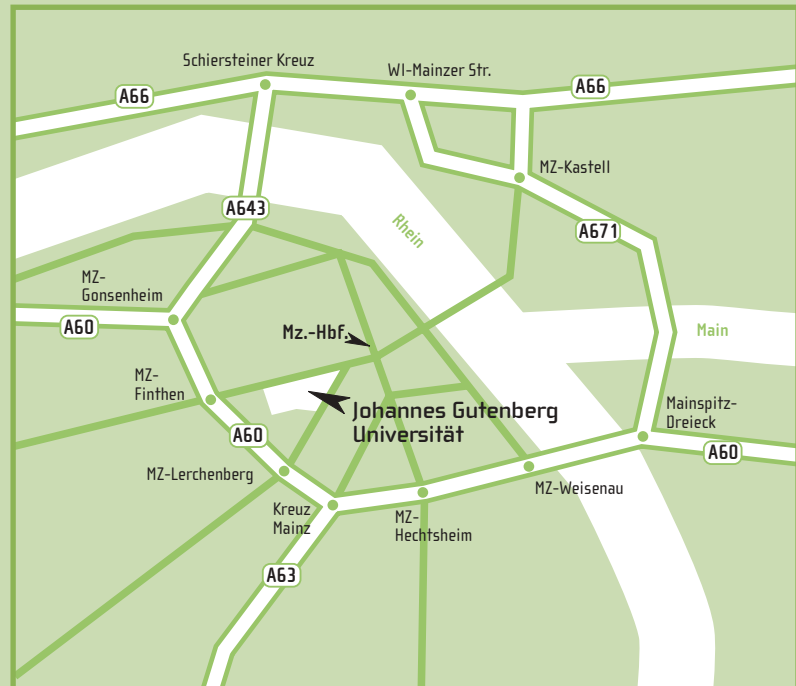 Schiersteiner Kreuz
WI-Mainzer Str.
A66
A66
MZ-Kastell
A643
Rhein
A671
MZ-
Gonsenheim
A60
Mz.-Hbf.
Main
MZ-
Finthen
Johannes Gutenberg
Universität
Mainspitz-
Dreieck
A60
A60
MZ-Lerchenberg
MZ-Weisenau
Kreuz
Mainz
MZ-
Hechtsheim
A63